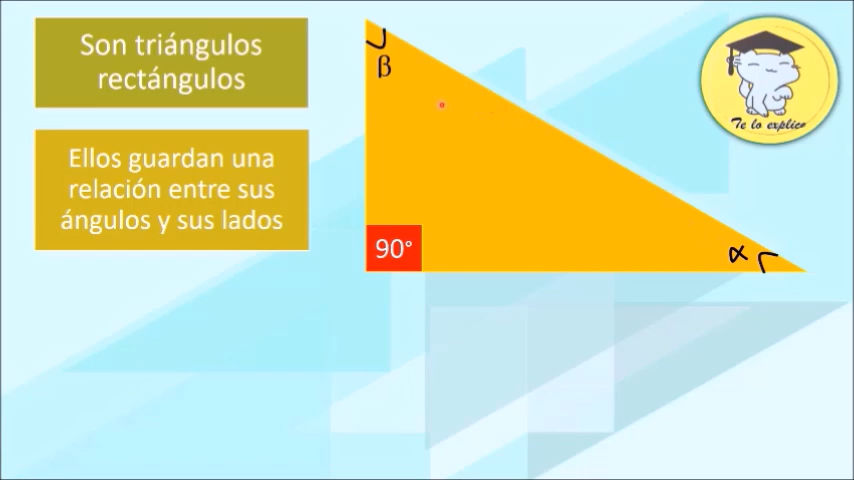 Son triángulos
rectángulos
Ellos guardan una
relación entre sus
ángulos y sus lados
β
90°
α
Te lo explico